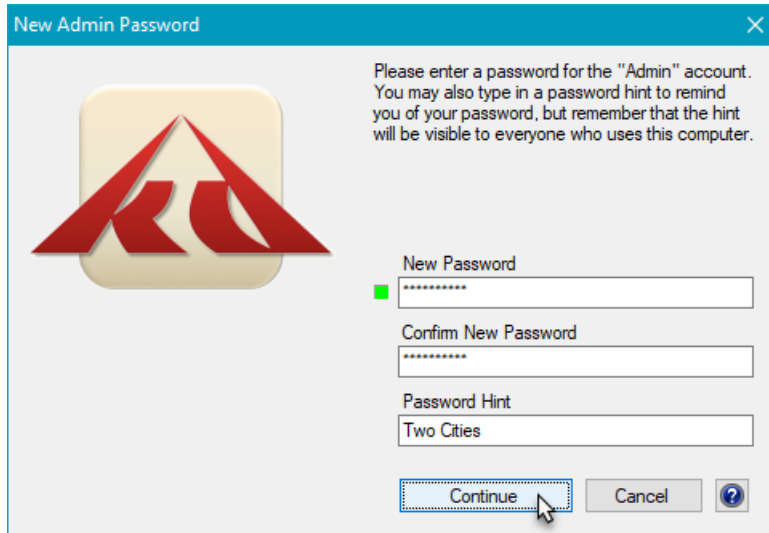 New Admin Password
Please enter a password for the "Admin" account.
You may also type in a password hint to remind
you of your password, but remember that the hint
will be visible to everyone who uses this computer.
New Password
**********
Confirm New Password
**********
Password Hint
Two Cities
Continue
Cancel
?